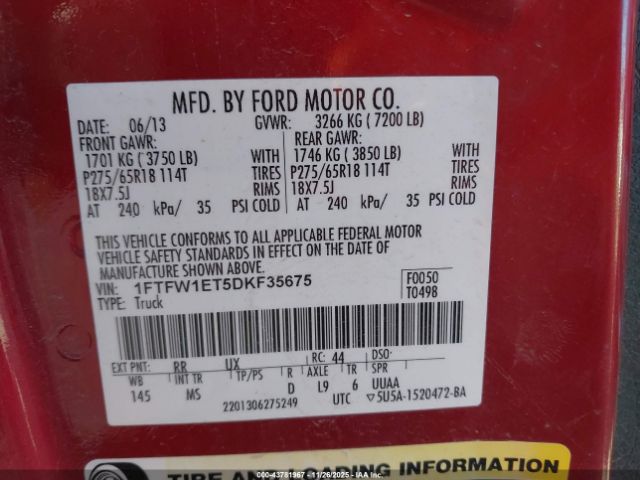 MFD. BY FORD MOTOR CO.
DATE: 06/13 GVWR: 3266 KG ( 7200 LB)
FRONT GAWR: REAR GAWR:
1701 KG ( 3750 LB) WITH 1746 KG ( 3850 LB) WITH
P275/65R18 114T TIRES P275/65R18 114T TIRES
18X7.5J RIMS 18X7.5J RIMS
AT 240 kPa/ 35 PSI COLD AT 240 kPa/ 35 PSI COLD
THIS VEHICLE CONFORMS TO ALL APPLICABLE FEDERAL MOTOR
VEHICLE SAFETY STANDARDS IN EFFECT ON THE DATE OF
MANUFACTURE SHOWN ABOVE.
VIN: 1FTFW1ET5DKF35675 F0050
TYPE: Truck T0498
EXT PNT: RR UX RC: 44 DSO:
WB INT TR TP/PS R AXLE TR SPR
145 MS D L9 6 UUAA
2201306275249 UTC ▽5U5A-1520472-BA
TIRE AND LOADING INFORMATION
000-43781967 - 11/26/2025 - IAA Inc.